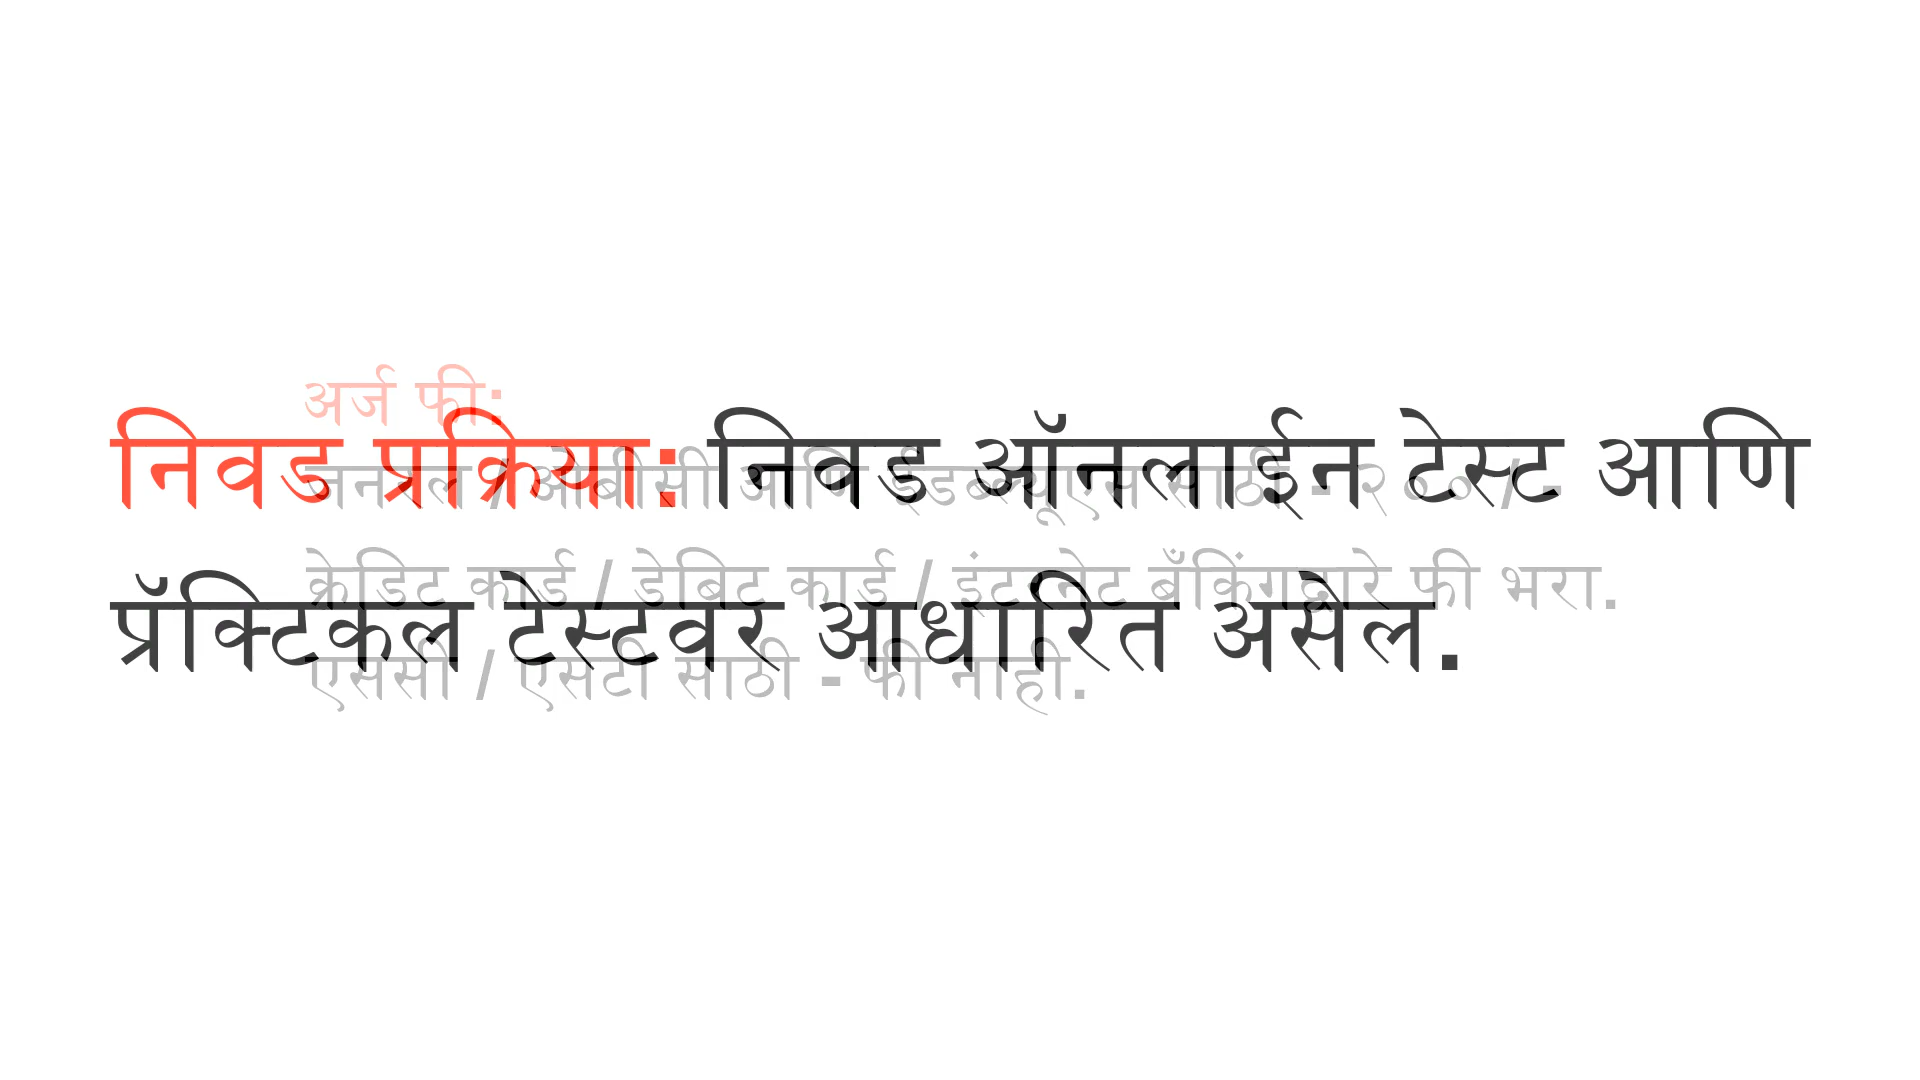 अर्ज फी:
जनरल / ओबीसी आणि ईडब्ल्यूएस साठी - २०० /-
क्रेडिट कार्ड / डेबिट कार्ड / इंटरनेट बँकिंगद्वारे फी भरा.
एससी / एसटी साठी - फी नाही.
निवड प्रक्रिया: निवड ऑनलाईन टेस्ट आणि
प्रॅक्टिकल टेस्टवर आधारित असेल.